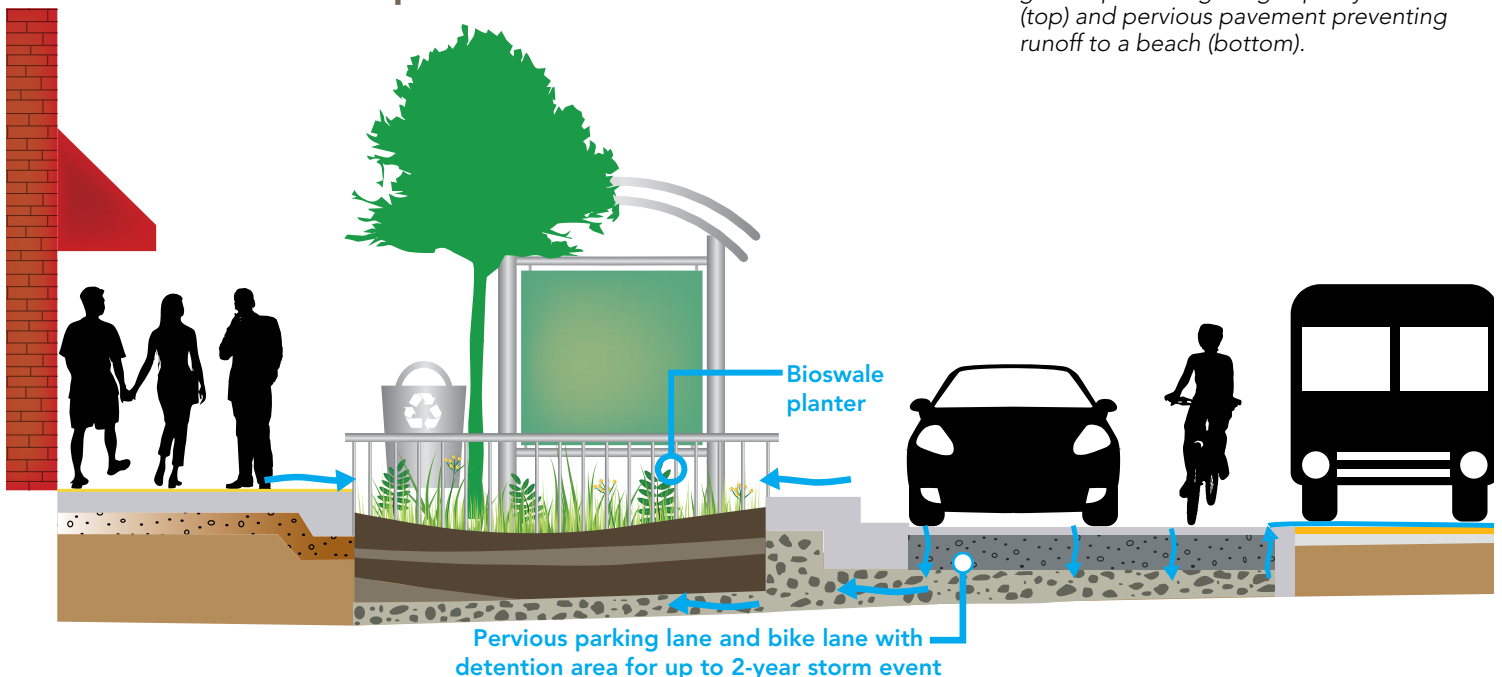 (top) and pervious pavement preventing
runoff to a beach (bottom).
Bioswale
planter
Pervious parking lane and bike lane with
detention area for up to 2-year storm event